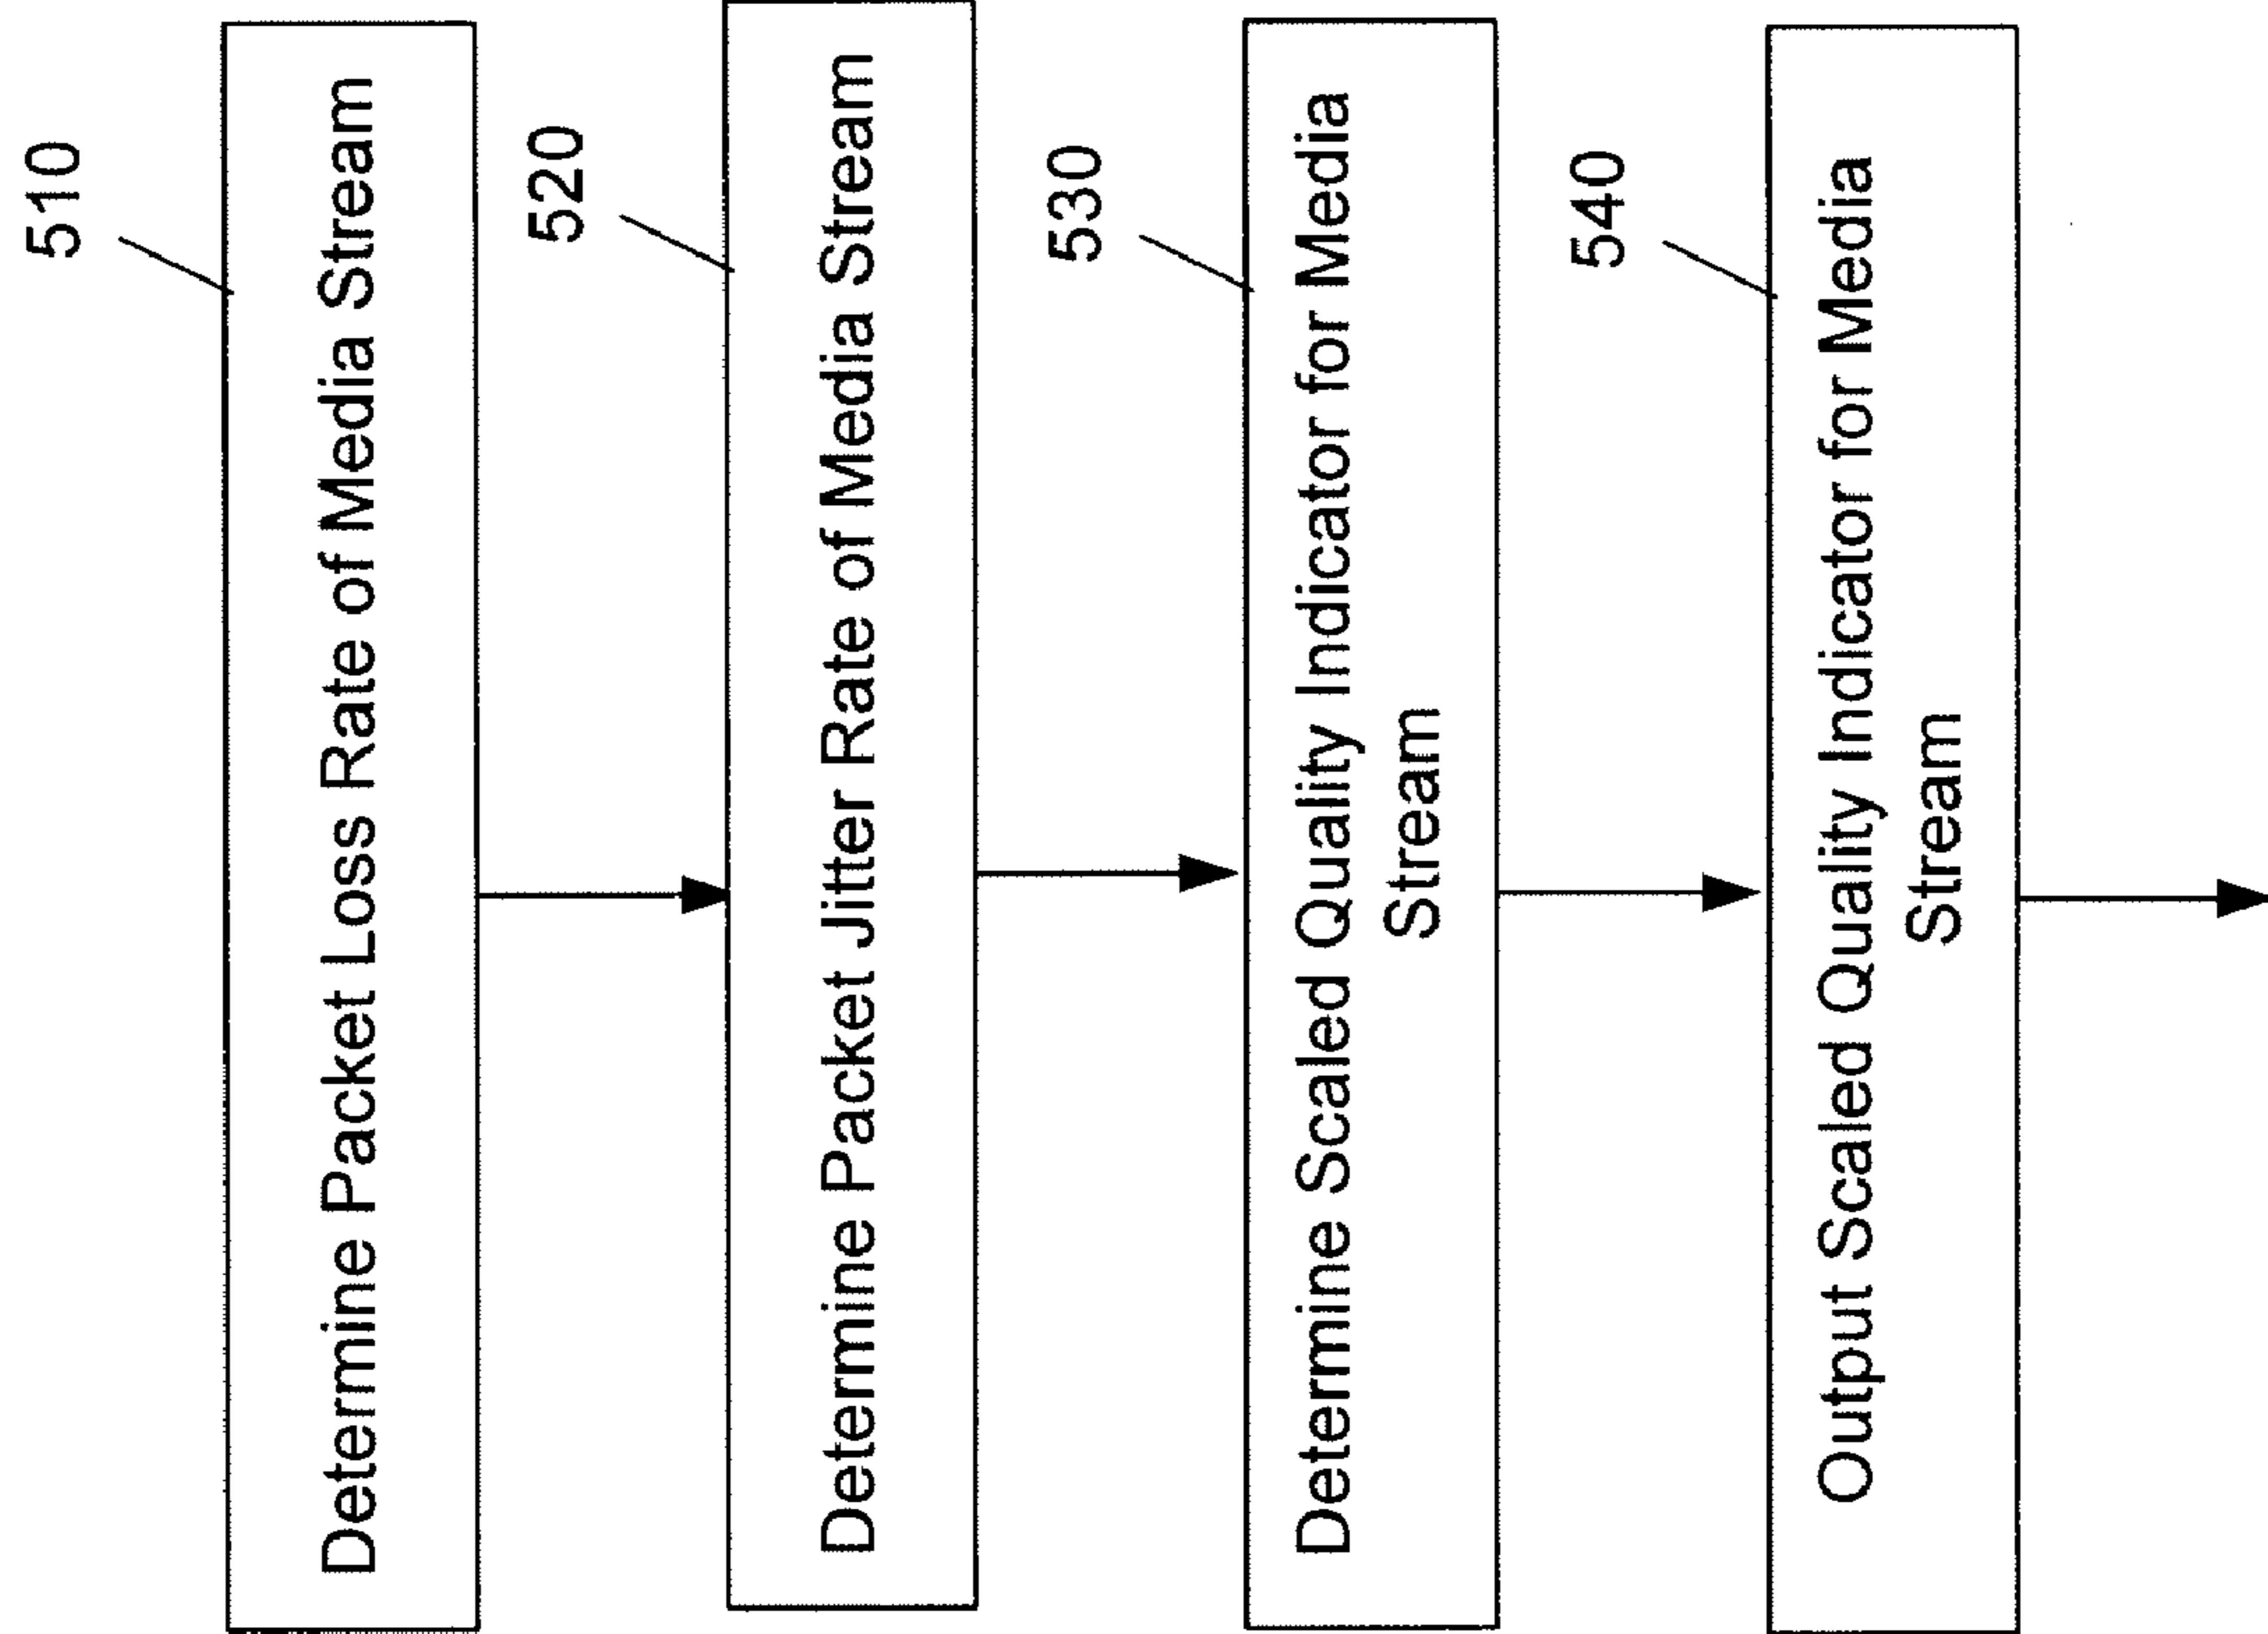 510
Determine Packet Loss Rate of Media Stream
520
Determine Packet Jitter Rate of Media Stream
530
Determine Scaled Quality Indicator for Media
Stream
540
Output Scaled Quality Indicator for Media
Stream